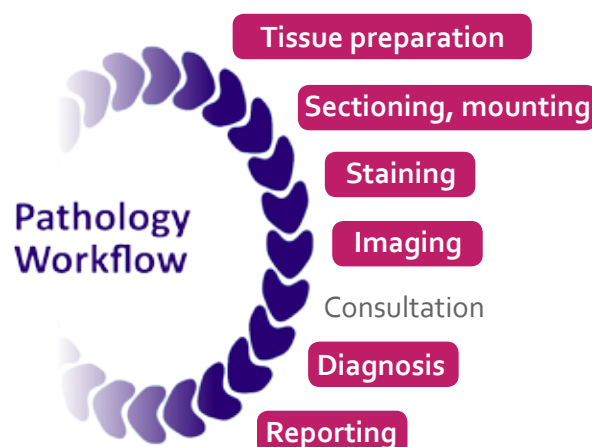 Tissue preparation
Sectioning, mounting
Staining
Pathology
Workflow
Imaging
Consultation
Diagnosis
Reporting